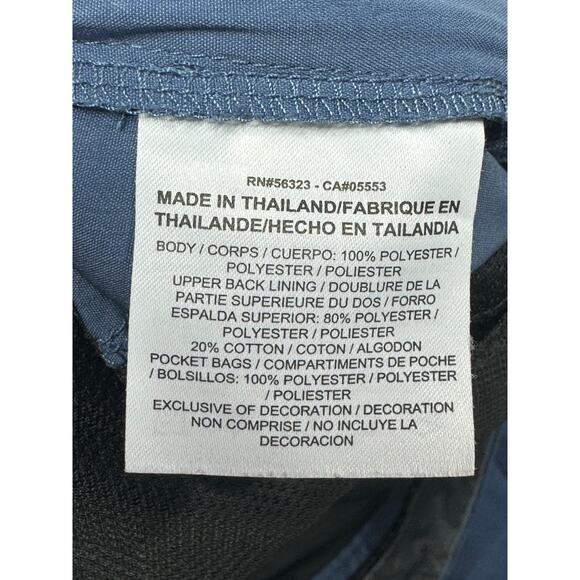 RN#56323 - CA#05553
MADE IN THAILAND/FABRIQUE EN
THAILANDE/HECHO EN TAILANDIA
BODY / CORPS / CUERPO: 100% POLYESTER /
POLYESTER / POLIESTER
UPPER BACK LINING / DOUBLURE DE LA
PARTIE SUPERIEURE DU DOS / FORRO
ESPALDA SUPERIOR: 80% POLYESTER /
POLYESTER / POLIESTER
20% COTTON / COTON / ALGODON
POCKET BAGS / COMPARTIMENTS DE POCHE
/ BOLSILLOS: 100% POLYESTER / POLYESTER
/ POLIESTER
EXCLUSIVE OF DECORATION / DECORATION
NON COMPRISE / NO INCLUYE LA
DECORACION